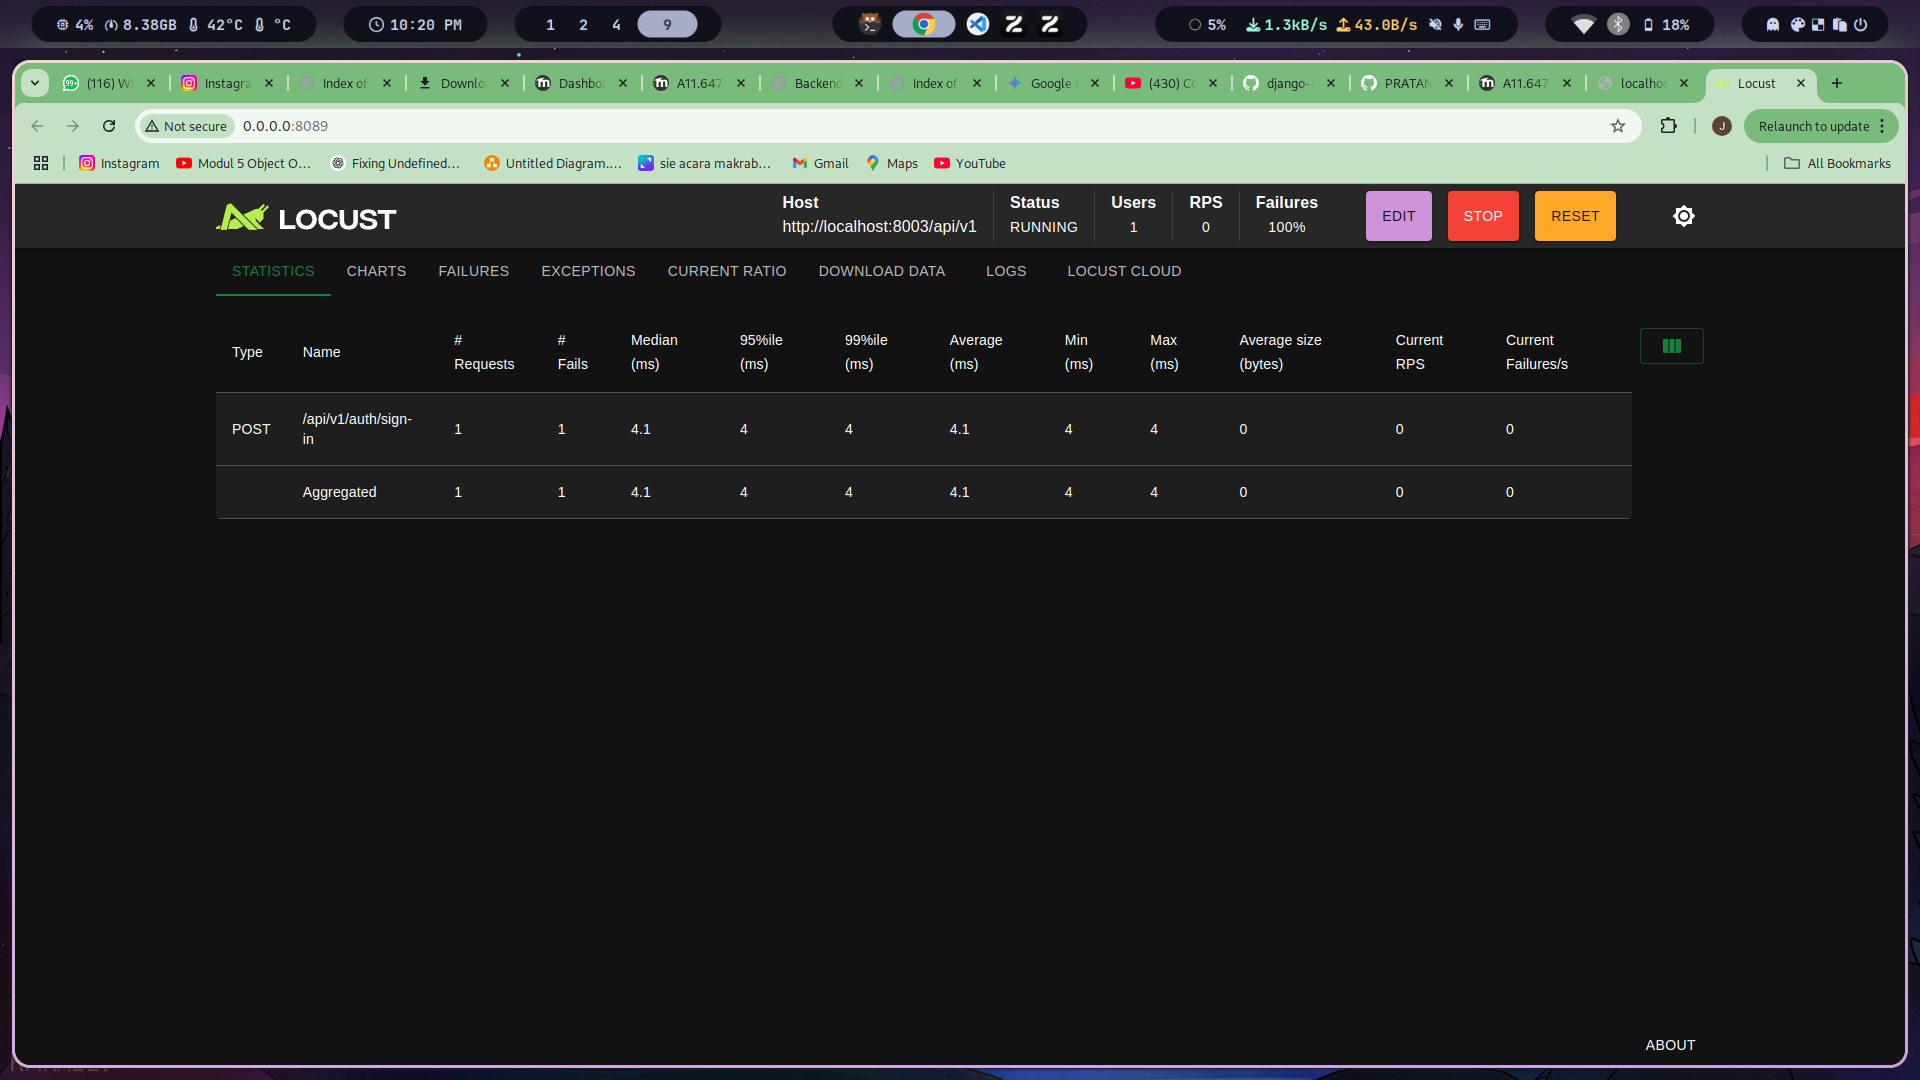 4% 8.38GB 42°C °C
10:20 PM
1 2 4 9
5% 1.3kB/s 43.0B/s
18%
(116) W Instagra Index of Downlo Dashbo A11.647 Backend Index of Google (430) Co django- PRATAN A11.647 localhos Locust
Not secure 0.0.0.0:8089 J Relaunch to update
Instagram Modul 5 Object O... Fixing Undefined... Untitled Diagram.... sie acara makrab... Gmail Maps YouTube All Bookmarks
LOCUST
Host Status Users RPS Failures
http://localhost:8003/api/v1 RUNNING 1 0 100%
EDIT STOP RESET
STATISTICS CHARTS FAILURES EXCEPTIONS CURRENT RATIO DOWNLOAD DATA LOGS LOCUST CLOUD
Type Name # Requests # Fails Median (ms) 95%ile (ms) 99%ile (ms) Average (ms) Min (ms) Max (ms) Average size (bytes) Current RPS Current Failures/s
POST /api/v1/auth/sign-in 1 1 4.1 4 4 4.1 4 4 0 0 0
Aggregated 1 1 4.1 4 4 4.1 4 4 0 0 0
ABOUT